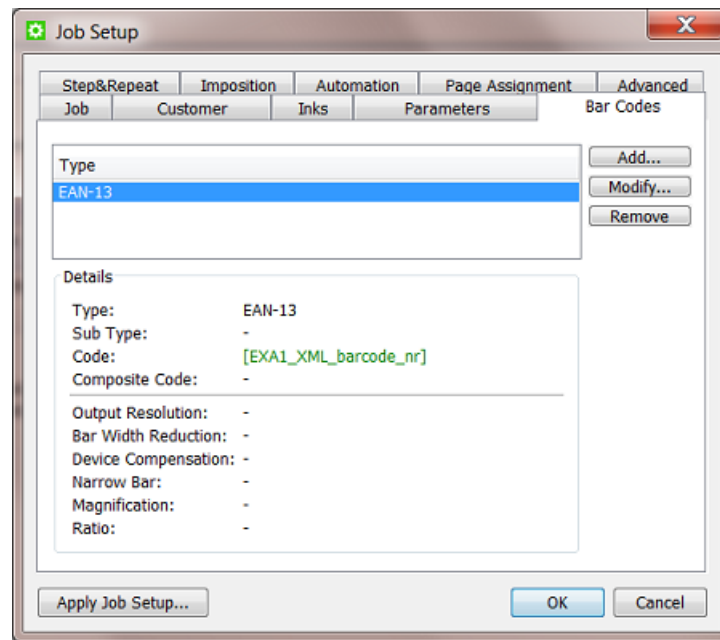 Job Setup
Step&Repeat Imposition Automation Page Assignment Advanced
Job Customer Inks Parameters Bar Codes
Type
Add...
EAN-13
Modify...
Remove
Details
Type: EAN-13
Sub Type: -
Code: [EXA1_XML_barcode_nr]
Composite Code: -
Output Resolution: -
Bar Width Reduction: -
Device Compensation: -
Narrow Bar: -
Magnification: -
Ratio: -
Apply Job Setup... OK Cancel